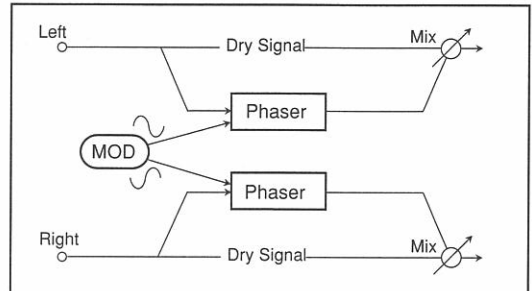 Left
Dry Signal
Mix
Phaser
MOD
Phaser
Right
Dry Signal
Mix